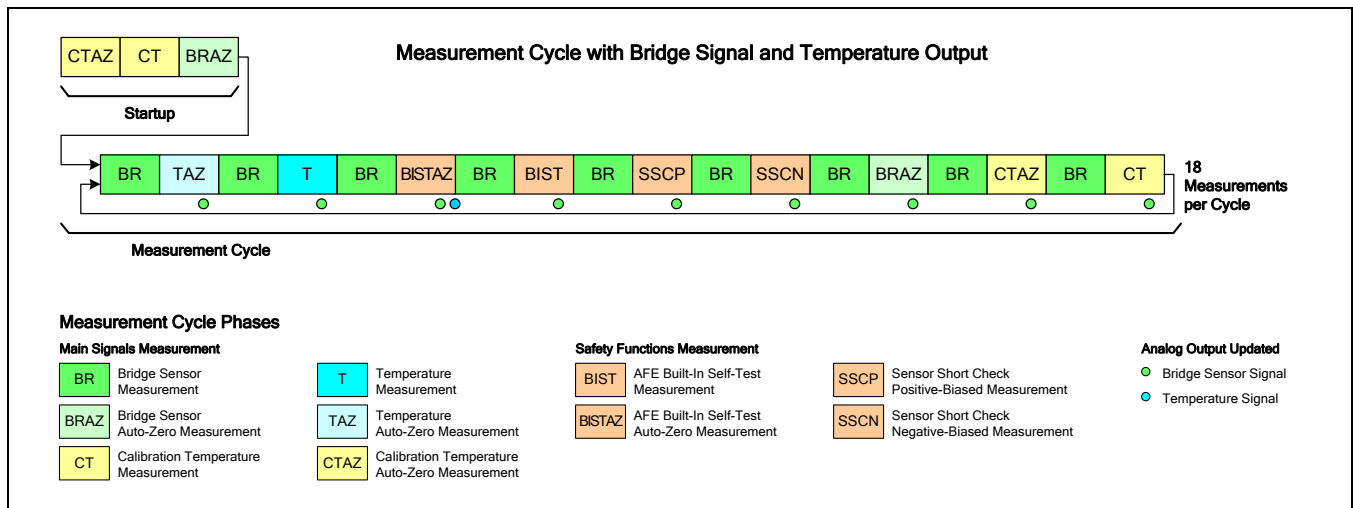 Measurement Cycle with Bridge Signal and Temperature Output
CTAZ CT BRAZ
Startup
BR TAZ BR T BR BISTAZ BR BIST BR SSCP BR SSCN BR BRAZ BR CTAZ BR CT
18
Measurements
per Cycle
Measurement Cycle
Measurement Cycle Phases
Main Signals Measurement
BR Bridge Sensor
Measurement
BRAZ Bridge Sensor
Auto-Zero Measurement
CT Calibration Temperature
Measurement
T Temperature
Measurement
TAZ Temperature
Auto-Zero Measurement
CTAZ Calibration Temperature
Auto-Zero Measurement
Safety Functions Measurement
BIST AFE Built-In Self-Test
Measurement
BISTAZ AFE Built-In Self-Test
Auto-Zero Measurement
SSCP Sensor Short Check
Positive-Biased Measurement
SSCN Sensor Short Check
Negative-Biased Measurement
Analog Output Updated
Bridge Sensor Signal
Temperature Signal